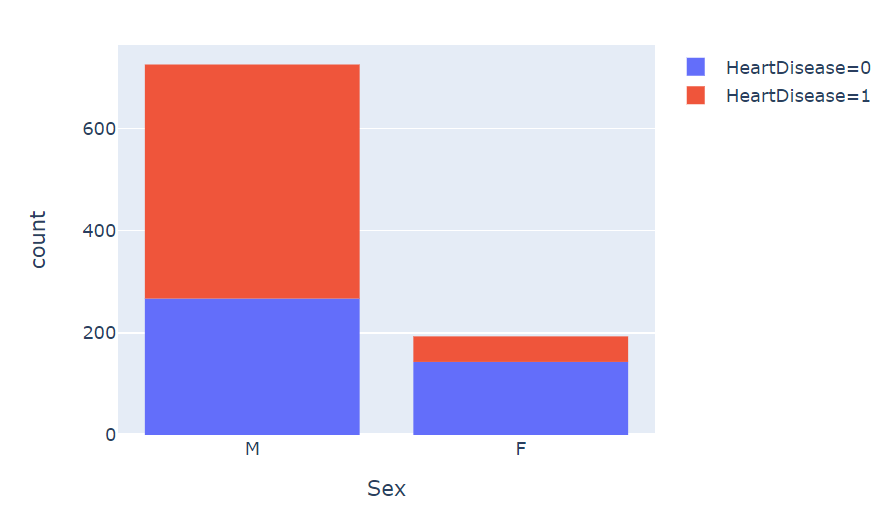 HeartDisease=0
HeartDisease=1
600
400
200
0
count
M
F
Sex